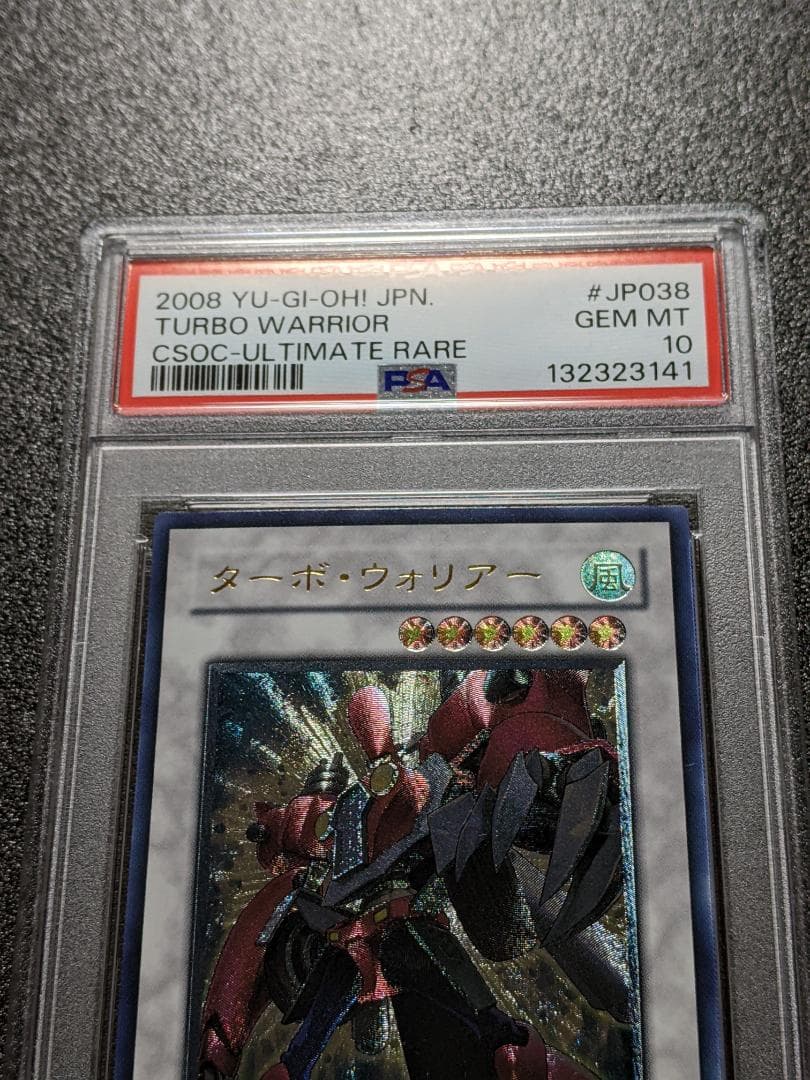 2008 YU-GI-OH! JPN. #JP038
TURBO WARRIOR GEM MT
CSOC-ULTIMATE RARE 10
PSA 132323141
ターボ・ウォリアー 風